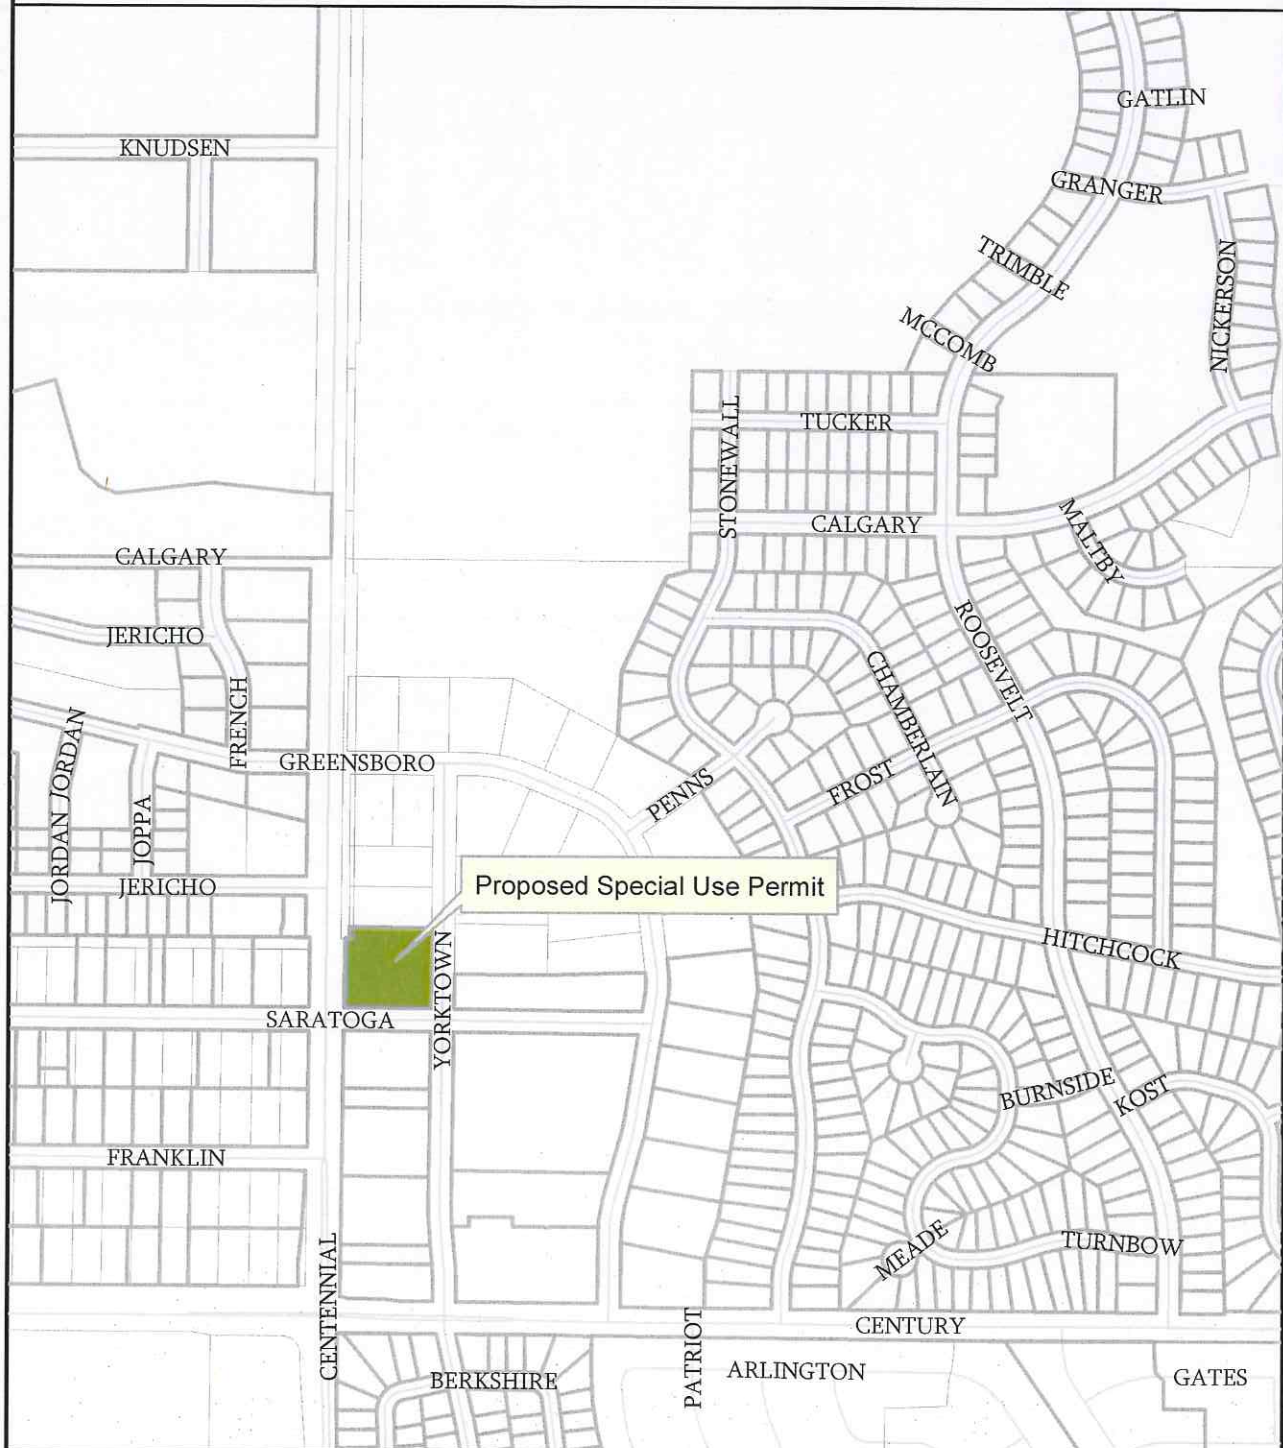 GATLIN
KNUDSEN
GRANGER
TRIMBLE
NICKERSON
MCCOMB
STONEWALL
TUCKER
CALGARY
MALTBY
CALGARY
JERICHO
ROOSEVELT
CHAMBERLAIN
FRENCH
JORDAN JORDAN
GREENSBORO
PENNS
FROST
JOPPA
JERICHO
Proposed Special Use Permit
YORKTOWN
HITCHCOCK
SARATOGA
BURNSIDE
KOST
FRANKLIN
MEADE
TURNBOW
CENTENNIAL
CENTURY
PATRIOT
ARLINGTON
BERKSHIRE
GATES